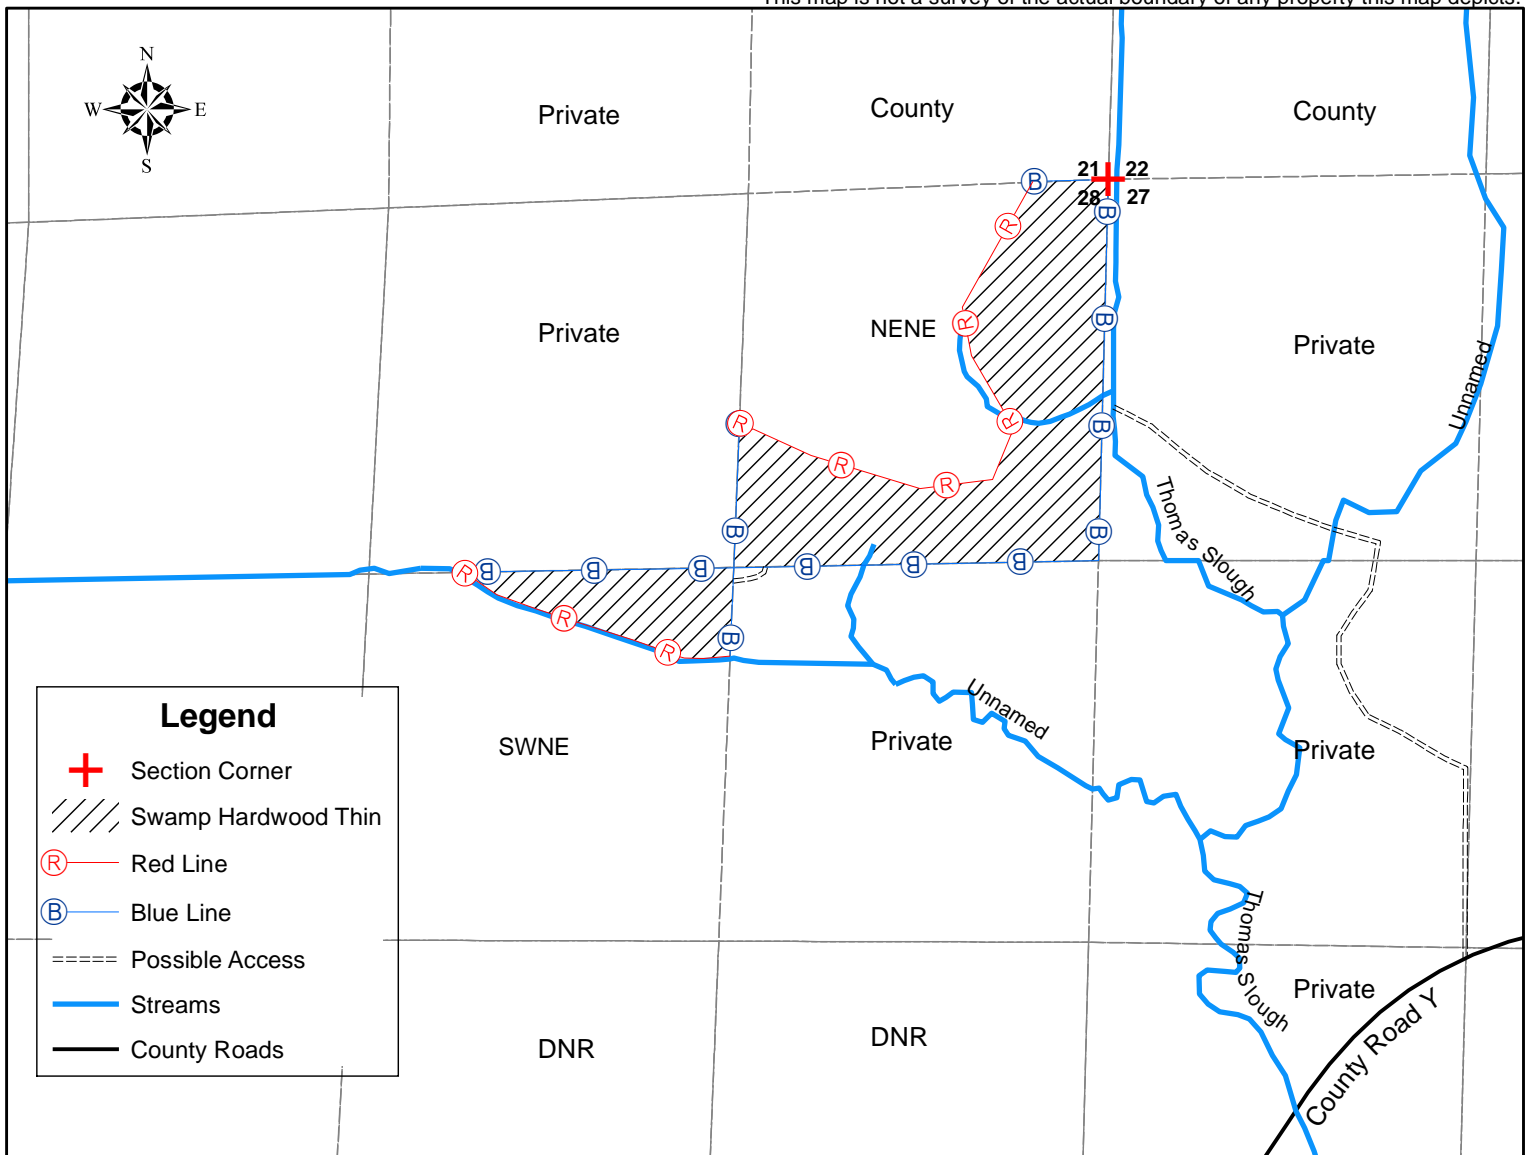 This map is not a survey of the actual boundary of any property this map depicts.
N
W E
S
Private
County
County
21 22
28 27
B
B
R
Private
NENE
Private
R
B
Unnamed
R
R
B
R
R
Thomas Slough
B
B
R
B
B
B
B
B
B
R
R
B
Unnamed
SWNE
Private
Private
Legend
Section Corner
Swamp Hardwood Thin
R Red Line
B Blue Line
Possible Access
Streams
County Roads
Thomas Slough
Private
County Road Y
DNR
DNR